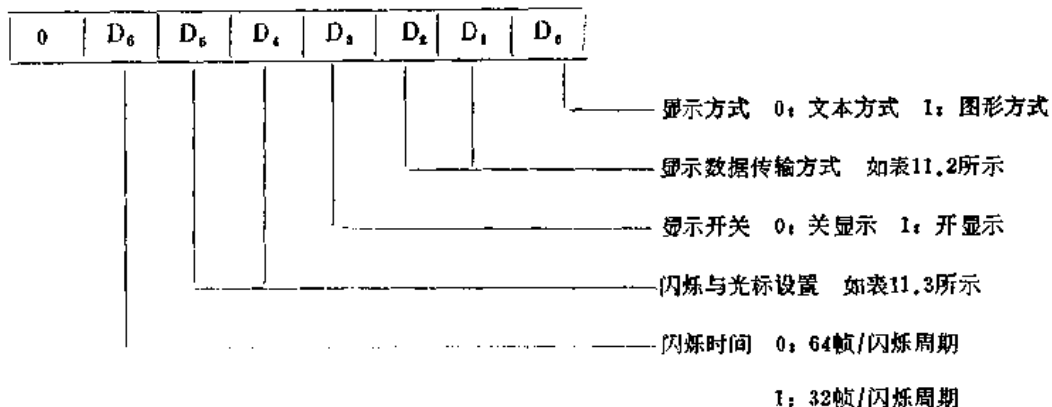 0 D₆ D₅ D₄ D₃ D₂ D₁ D₀
显示方式 0：文本方式 1：图形方式
显示数据传输方式 如表11.2所示
显示开关 0：关显示 1：开显示
闪烁与光标设置 如表11.3所示
闪烁时间 0：64帧/闪烁周期
1：32帧/闪烁周期